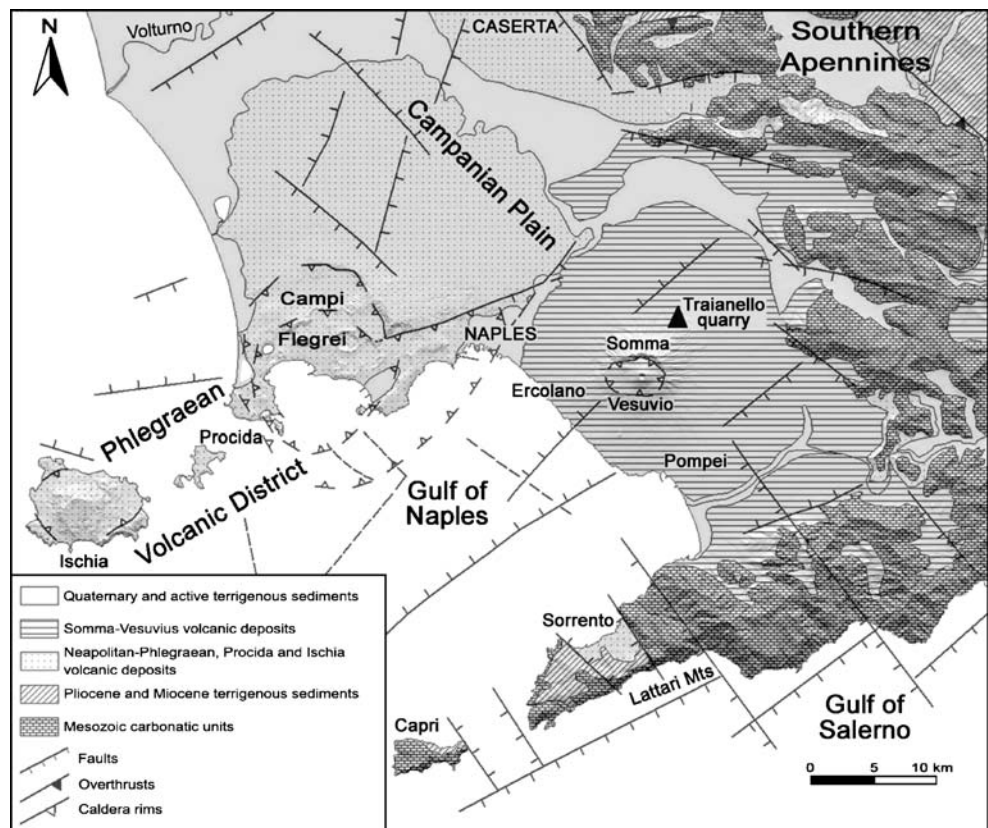 N
Volturno
CASERTA
Southern
Apennines
Campanian Plain
Campi
Flegrei
NAPLES
Traianello
quarry
Somma
Ercolano
Vesuvio
Phlegraean
Volcanic District
Procida
Pompei
Gulf of
Naples
Ischia
Sorrento
Lattari Mts
Capri
Gulf of
Salerno
0 5 10 km
Quaternary and active terrigenous sediments
Somma-Vesuvius volcanic deposits
Neapolitan-Phlegraean, Procida and Ischia
volcanic deposits
Pliocene and Miocene terrigenous sediments
Mesozoic carbonatic units
Faults
Overthrusts
Caldera rims